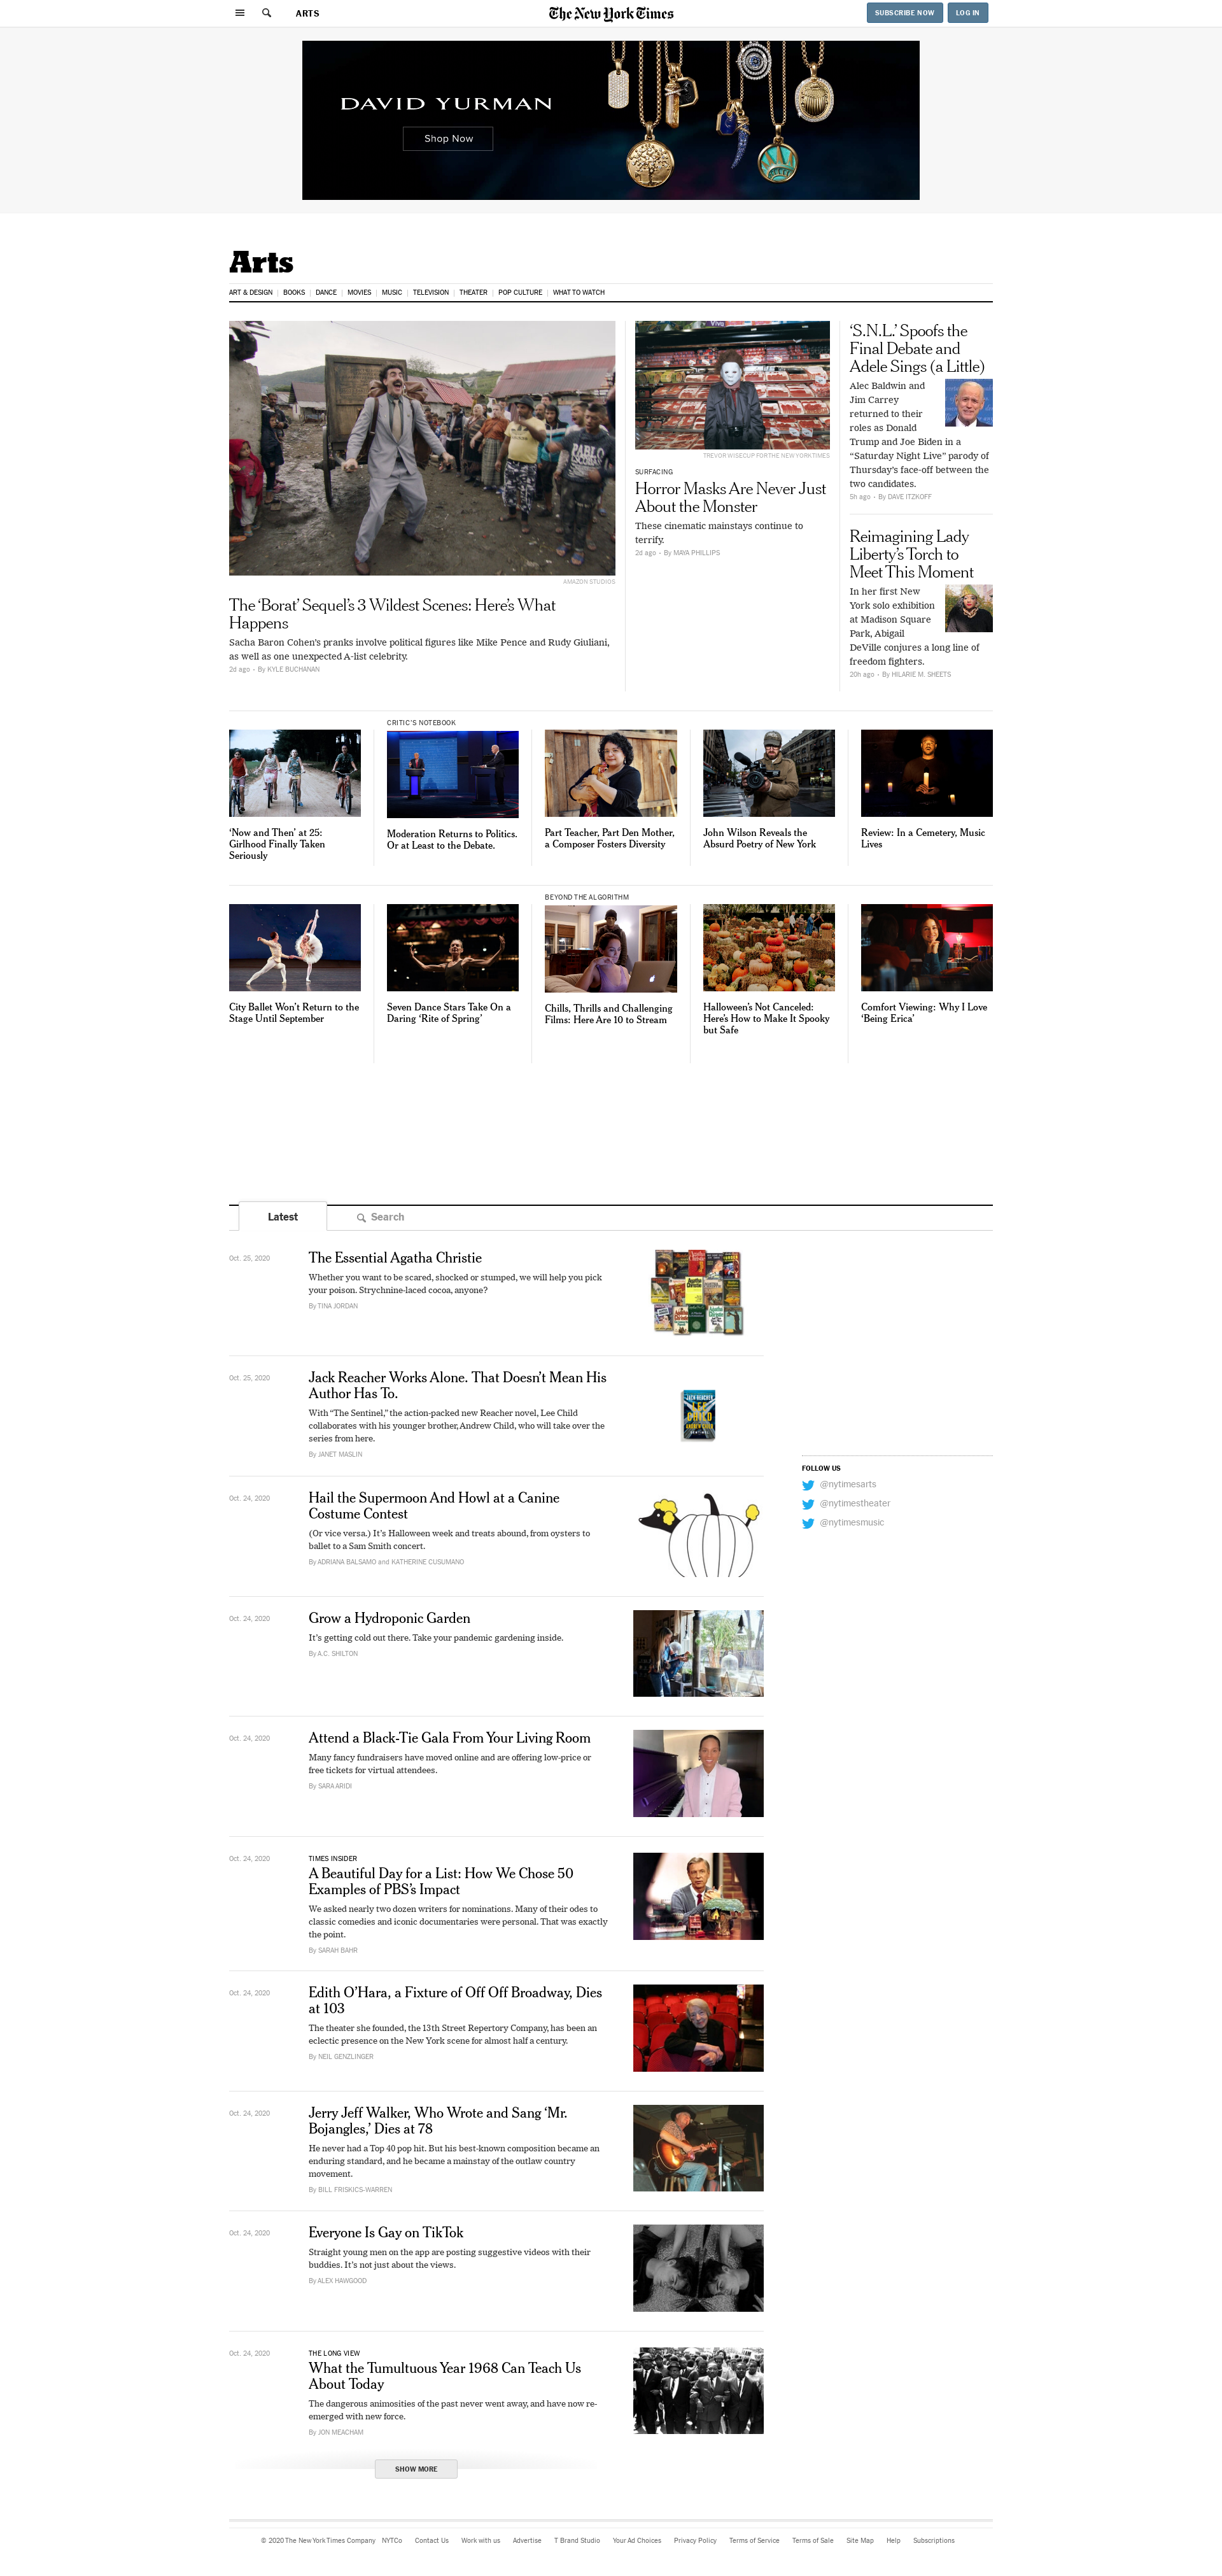 ARTS
The New York Times
SUBSCRIBE NOW
LOG IN
DAVID YURMAN
Shop Now
Arts
ART & DESIGN
BOOKS
DANCE
MOVIES
MUSIC
TELEVISION
THEATER
POP CULTURE
WHAT TO WATCH
AMAZON STUDIOS
The ‘Borat’ Sequel’s 3 Wildest Scenes: Here’s What
Happens
Sacha Baron Cohen’s pranks involve political figures like Mike Pence and Rudy Giuliani,
as well as one unexpected A-list celebrity.
2d ago • By KYLE BUCHANAN
TREVOR WISECUP FOR THE NEW YORK TIMES
SURFACING
Horror Masks Are Never Just
About the Monster
These cinematic mainstays continue to
terrify.
2d ago • By MAYA PHILLIPS
‘S.N.L.’ Spoofs the
Final Debate and
Adele Sings (a Little)
Alec Baldwin and
Jim Carrey
returned to their
roles as Donald
Trump and Joe Biden in a
“Saturday Night Live” parody of
Thursday’s face-off between the
two candidates.
5h ago • By DAVE ITZKOFF
Reimagining Lady
Liberty’s Torch to
Meet This Moment
In her first New
York solo exhibition
at Madison Square
Park, Abigail
DeVille conjures a long line of
freedom fighters.
20h ago • By HILARIE M. SHEETS
‘Now and Then’ at 25:
Girlhood Finally Taken
Seriously
CRITIC’S NOTEBOOK
Moderation Returns to Politics.
Or at Least to the Debate.
Part Teacher, Part Den Mother,
a Composer Fosters Diversity
John Wilson Reveals the
Absurd Poetry of New York
Review: In a Cemetery, Music
Lives
City Ballet Won’t Return to the
Stage Until September
Seven Dance Stars Take On a
Daring ‘Rite of Spring’
BEYOND THE ALGORITHM
Chills, Thrills and Challenging
Films: Here Are 10 to Stream
Halloween’s Not Canceled:
Here’s How to Make It Spooky
but Safe
Comfort Viewing: Why I Love
‘Being Erica’
Latest
Search
Oct. 25, 2020
The Essential Agatha Christie
Whether you want to be scared, shocked or stumped, we will help you pick
your poison. Strychnine-laced cocoa, anyone?
By TINA JORDAN
Oct. 25, 2020
Jack Reacher Works Alone. That Doesn’t Mean His
Author Has To.
With “The Sentinel,” the action-packed new Reacher novel, Lee Child
collaborates with his younger brother, Andrew Child, who will take over the
series from here.
By JANET MASLIN
JACK REACHER
LEE
CHILD
ANDREW CHILD
FOLLOW US
@nytimesarts
@nytimestheater
@nytimesmusic
Oct. 24, 2020
Hail the Supermoon And Howl at a Canine
Costume Contest
(Or vice versa.) It’s Halloween week and treats abound, from oysters to
ballet to a Sam Smith concert.
By ADRIANA BALSAMO and KATHERINE CUSUMANO
Oct. 24, 2020
Grow a Hydroponic Garden
It’s getting cold out there. Take your pandemic gardening inside.
By A.C. SHILTON
Oct. 24, 2020
Attend a Black-Tie Gala From Your Living Room
Many fancy fundraisers have moved online and are offering low-price or
free tickets for virtual attendees.
By SARA ARIDI
Oct. 24, 2020
TIMES INSIDER
A Beautiful Day for a List: How We Chose 50
Examples of PBS’s Impact
We asked nearly two dozen writers for nominations. Many of their odes to
classic comedies and iconic documentaries were personal. That was exactly
the point.
By SARAH BAHR
Oct. 24, 2020
Edith O’Hara, a Fixture of Off Off Broadway, Dies
at 103
The theater she founded, the 13th Street Repertory Company, has been an
eclectic presence on the New York scene for almost half a century.
By NEIL GENZLINGER
Oct. 24, 2020
Jerry Jeff Walker, Who Wrote and Sang ‘Mr.
Bojangles,’ Dies at 78
He never had a Top 40 pop hit. But his best-known composition became an
enduring standard, and he became a mainstay of the outlaw country
movement.
By BILL FRISKICS-WARREN
Oct. 24, 2020
Everyone Is Gay on TikTok
Straight young men on the app are posting suggestive videos with their
buddies. It’s not just about the views.
By ALEX HAWGOOD
Oct. 24, 2020
THE LONG VIEW
What the Tumultuous Year 1968 Can Teach Us
About Today
The dangerous animosities of the past never went away, and have now re-
emerged with new force.
By JON MEACHAM
SHOW MORE
© 2020 The New York Times Company
NYTCo
Contact Us
Work with us
Advertise
T Brand Studio
Your Ad Choices
Privacy Policy
Terms of Service
Terms of Sale
Site Map
Help
Subscriptions